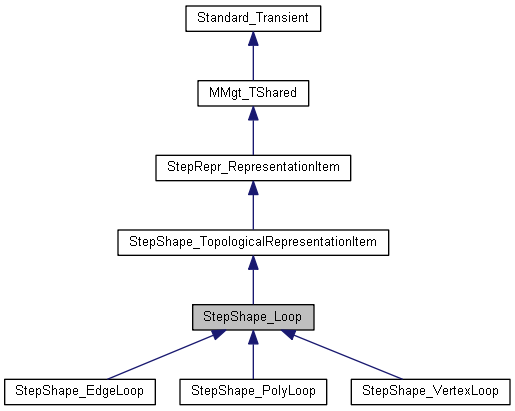 Standard_Transient
MMgt_TShared
StepRepr_RepresentationItem
StepShape_TopologicalRepresentationItem
StepShape_Loop
StepShape_EdgeLoop
StepShape_PolyLoop
StepShape_VertexLoop